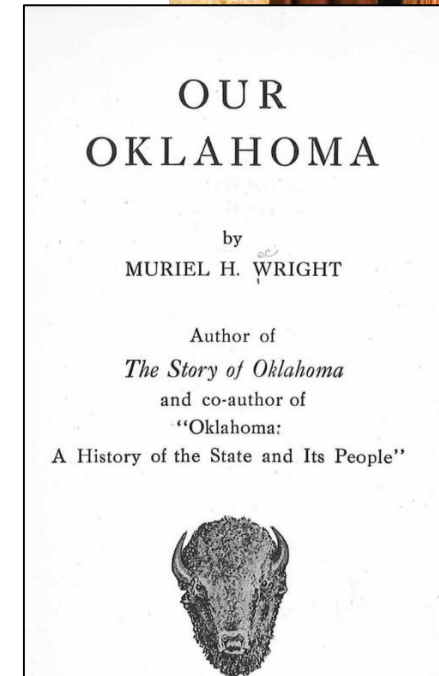 OUR
OKLAHOMA
by
MURIEL H. WRIGHT
Author of
The Story of Oklahoma
and co-author of
"Oklahoma:
A History of the State and Its People"